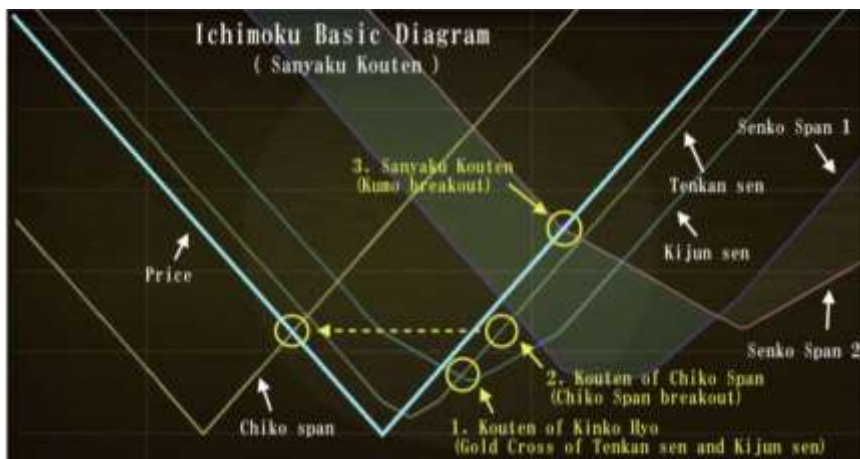 Ichimoku Basic Diagram
( Sanyaku Kouten )
Senko Span 1
3. Sanyaku Kouten
(Kumo breakout)
Tenkan sen
Kijun sen
Price
Senko Span 2
2. Kouten of Chiko Span
(Chiko Span breakout)
Chiko span
1. Kouten of Kinko Hyo
(Gold Cross of Tenkan sen and Kijun sen)